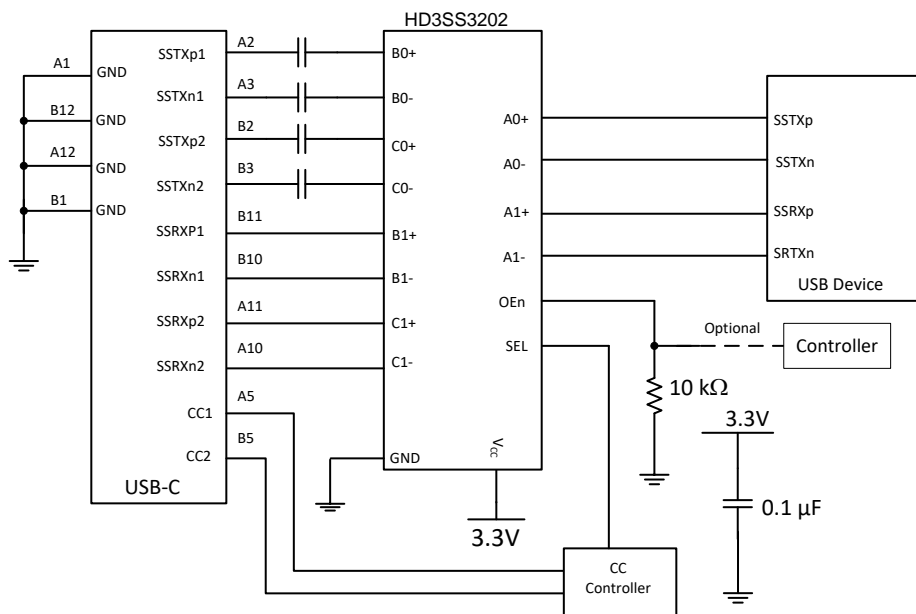 HD3SS3202
A1
GND
B12
GND
A12
GND
B1
GND
SSTXp1
SSTXn1
SSTXp2
SSTXn2
SSRXP1
SSRXn1
SSRXp2
SSRXn2
CC1
CC2
USB-C
A2
A3
B2
B3
B11
B10
A11
A10
A5
B5
B0+
B0-
C0+
C0-
B1+
B1-
C1+
C1-
GND
A0+
A0-
A1+
A1-
OEn
SEL
VCC
3.3V
SSTXp
SSTXn
SSRXp
SRTXn
USB Device
Optional
Controller
10 kΩ
3.3V
0.1 µF
CC
Controller